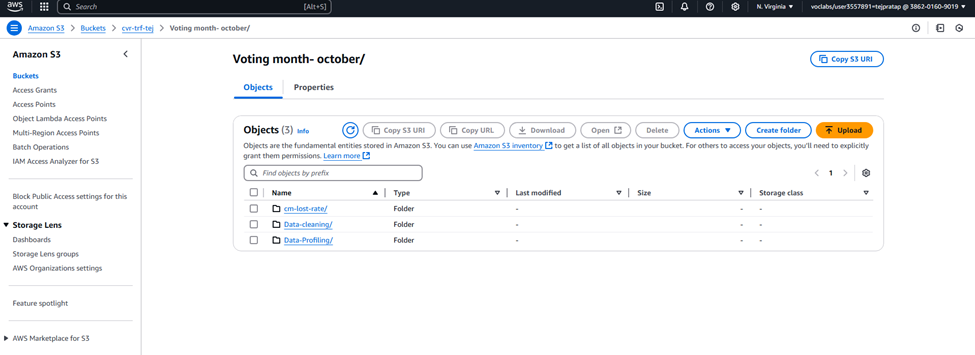 aws Search [Alt+S] N. Virginia voclabs/user3557891=tejpratap @ 3862-0160-9019
Amazon S3 > Buckets > cvr-trf-tej > Voting month- october/
Amazon S3
Buckets
Access Grants
Access Points
Object Lambda Access Points
Multi-Region Access Points
Batch Operations
IAM Access Analyzer for S3
Block Public Access settings for this
account
Storage Lens
Dashboards
Storage Lens groups
AWS Organizations settings
Feature spotlight
AWS Marketplace for S3
Voting month- october/
Copy S3 URI
Objects Properties
Objects (3) Info
Copy S3 URI Copy URL Download Open Delete Actions Create folder Upload
Objects are the fundamental entities stored in Amazon S3. You can use Amazon S3 inventory to get a list of all objects in your bucket. For others to access your objects, you'll need to explicitly
grant them permissions. Learn more
Find objects by prefix
1
Name Type Last modified Size Storage class
cm-lost-rate/ Folder - - -
Data-cleaning/ Folder - - -
Data-Profiling/ Folder - - -